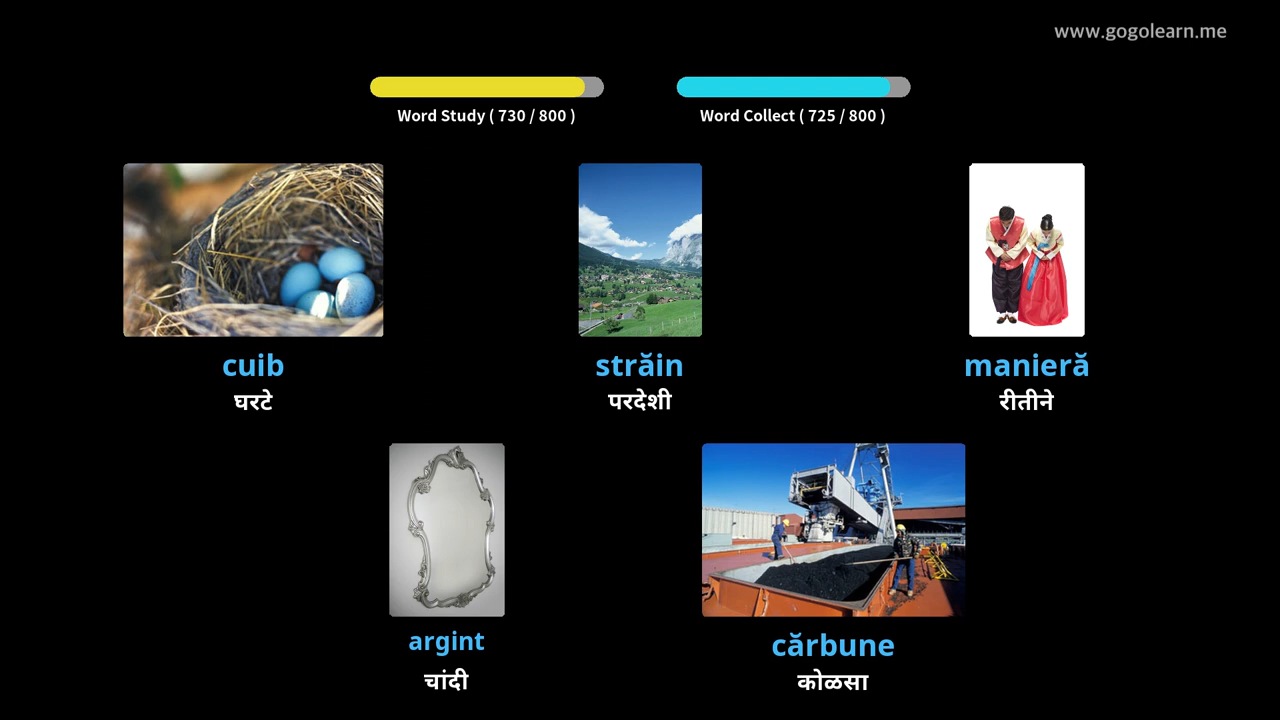 www.gogolearn.me
Word Study ( 730 / 800 )
Word Collect ( 725 / 800 )
cuib
घरटे
străin
परदेशी
manieră
रीतीने
argint
चांदी
cărbune
कोळसा